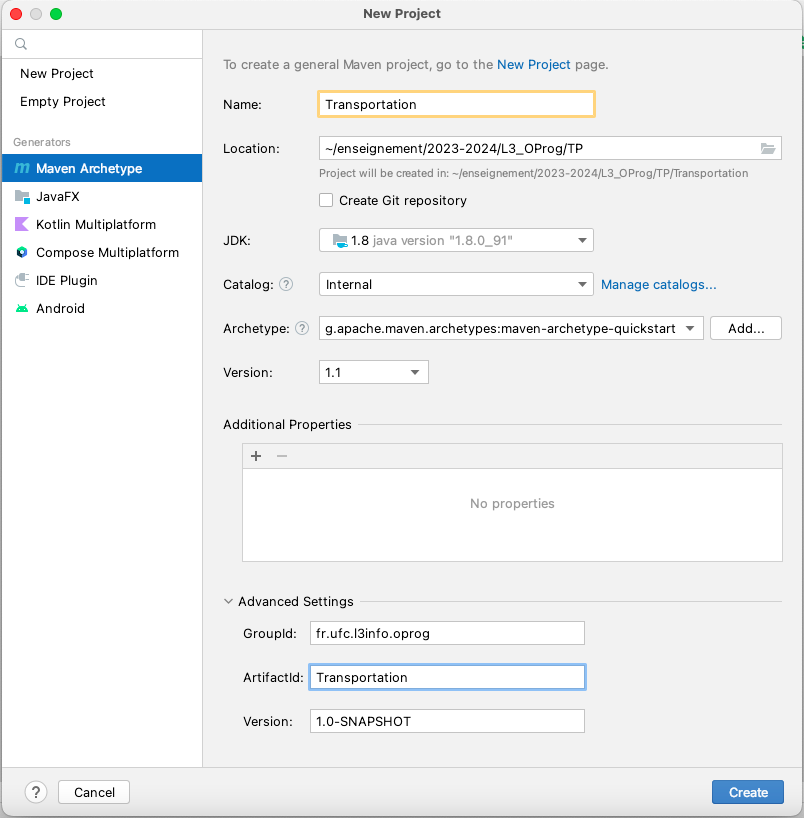 New Project
New Project
Empty Project
Generators
m Maven Archetype
JavaFX
Kotlin Multiplatform
Compose Multiplatform
IDE Plugin
Android
To create a general Maven project, go to the New Project page.
Name: Transportation
Location: ~/enseignement/2023-2024/L3_OProg/TP
Project will be created in: ~/enseignement/2023-2024/L3_OProg/TP/Transportation
Create Git repository
JDK: 1.8 java version "1.8.0_91"
Catalog: ? Internal Manage catalogs...
Archetype: ? g.apache.maven.archetypes:maven-archetype-quickstart Add...
Version: 1.1
Additional Properties
+ −
No properties
Advanced Settings
GroupId: fr.ufc.l3info.oprog
ArtifactId: Transportation
Version: 1.0-SNAPSHOT
? Cancel Create